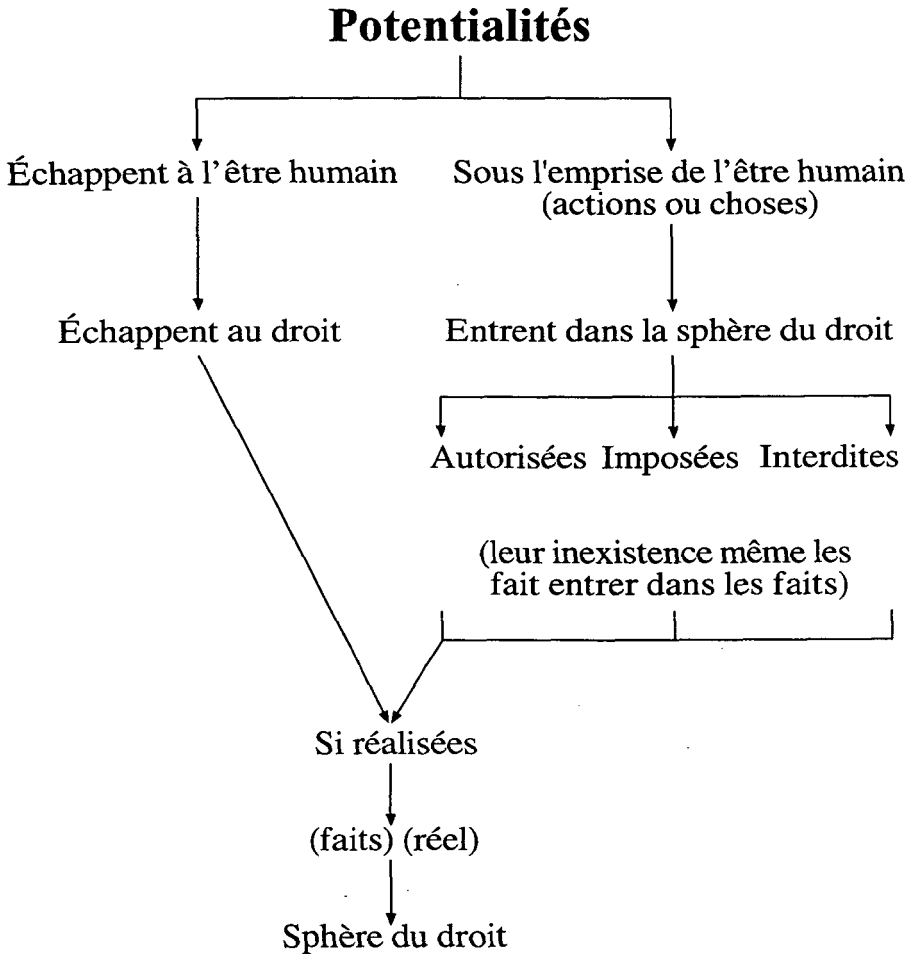 Potentialités
Échappent à l'être humain
Sous l'emprise de l'être humain
(actions ou choses)
Échappent au droit
Entrent dans la sphère du droit
Autorisées Imposées Interdites
(leur inexistence même les
fait entrer dans les faits)
Si réalisées
(faits) (réel)
Sphère du droit